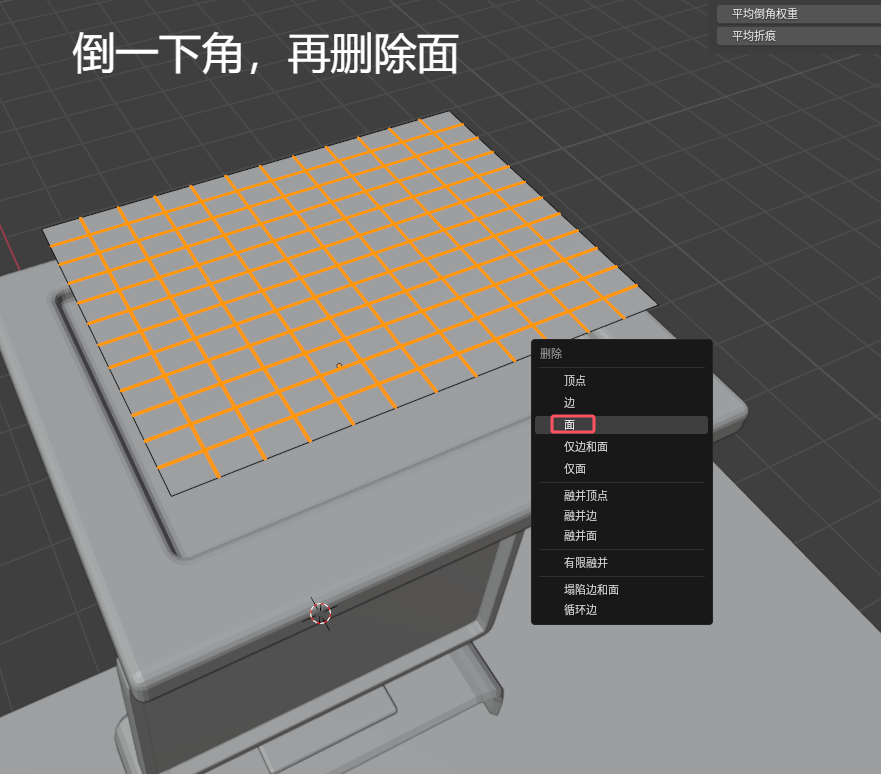 平均倒角权重
平均折痕
倒一下角，再删除面
删除
顶点
边
面
仅边和面
仅面
融并顶点
融并边
融并面
有限融并
塌陷边和面
循环边